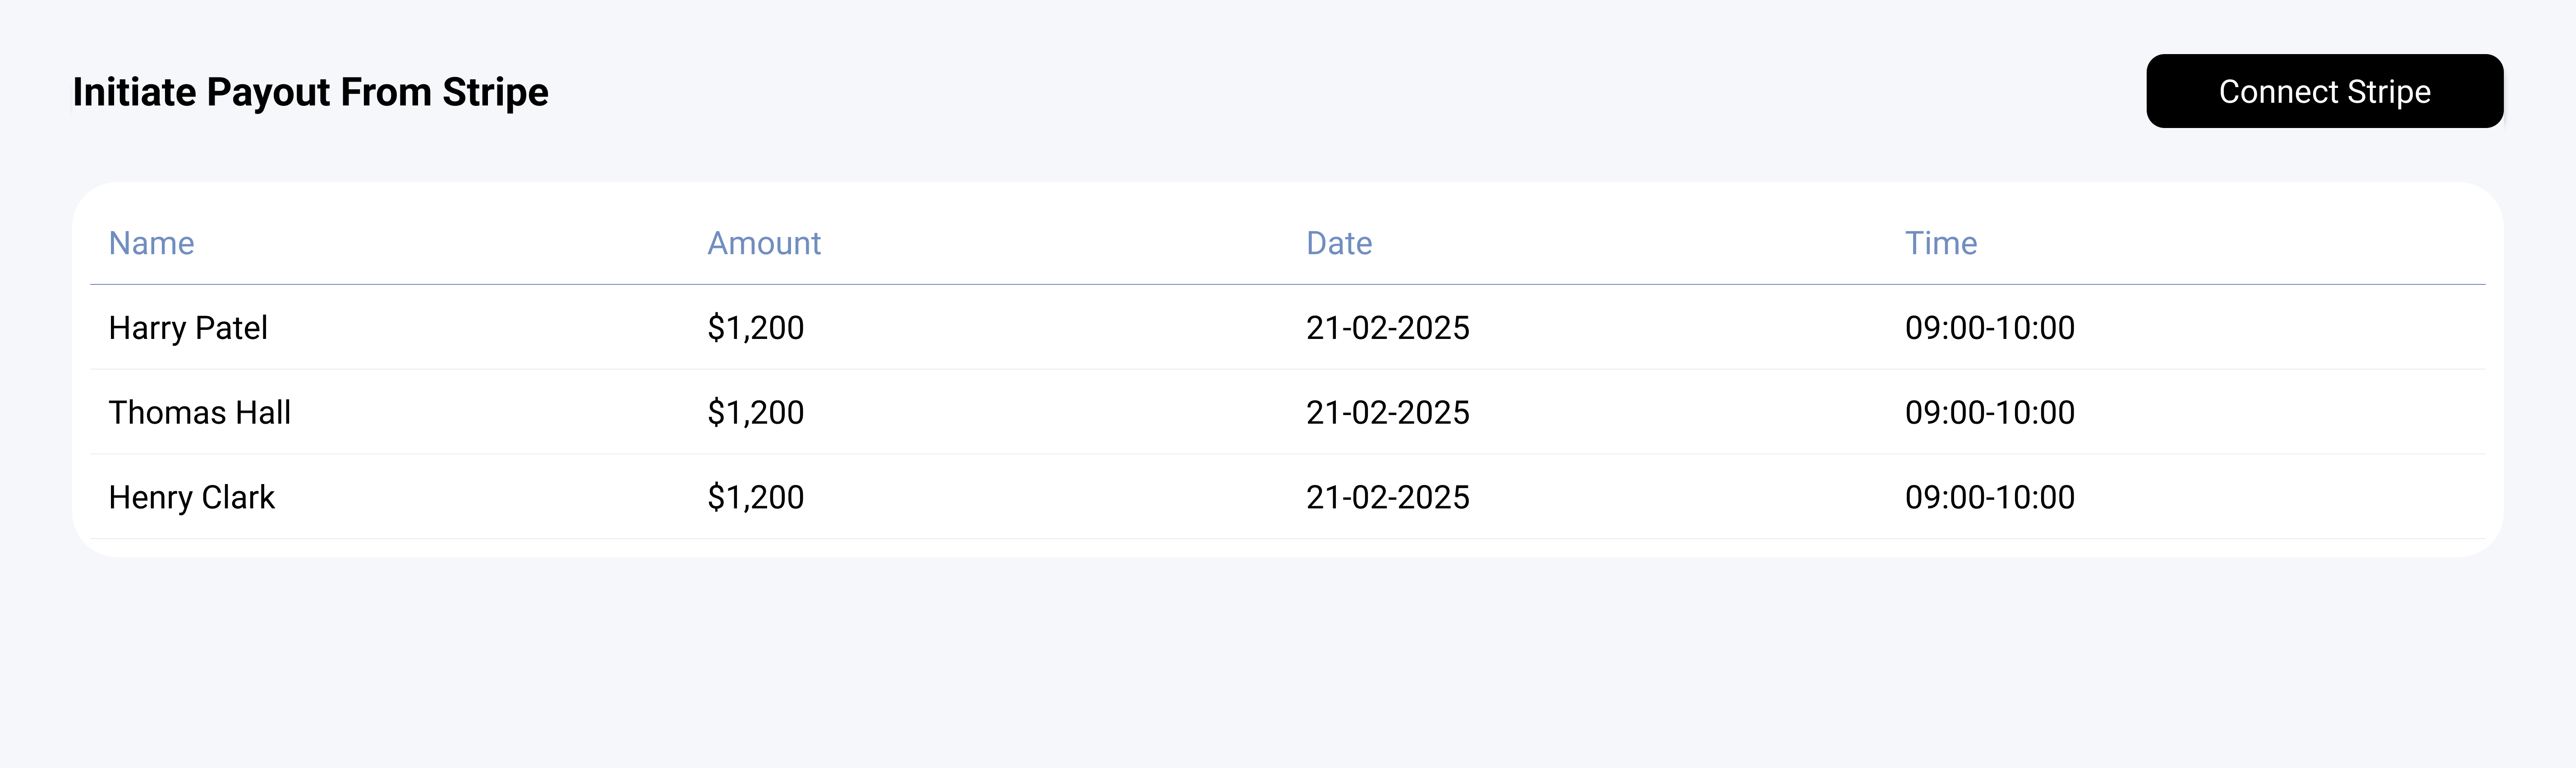 Initiate Payout From Stripe
Connect Stripe
Name Amount Date Time
Harry Patel $1,200 21-02-2025 09:00-10:00
Thomas Hall $1,200 21-02-2025 09:00-10:00
Henry Clark $1,200 21-02-2025 09:00-10:00